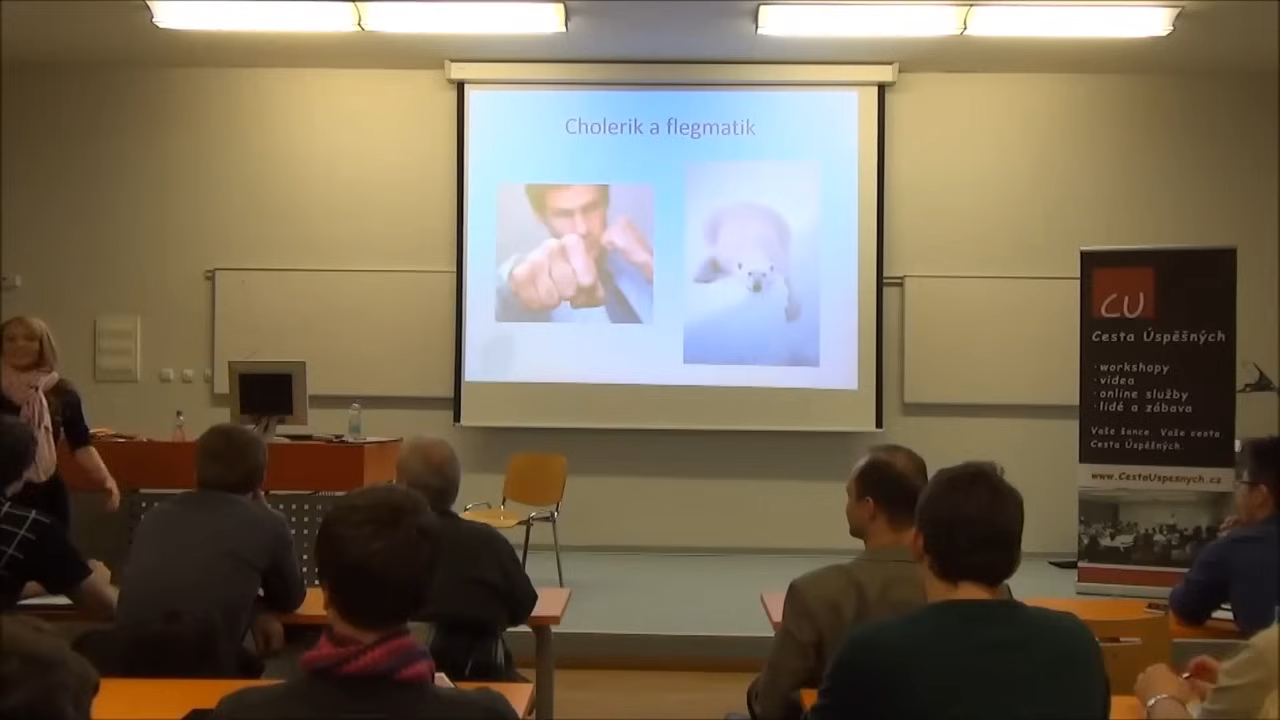 Cholerik a flegmatik
CU
Cesta Úspěšných
· workshopy
· videa
· online služby
· lidé a zábava
Vaše šance. Vaše cesta.
Cesta Úspěšných.
www.CestaUspesnych.cz